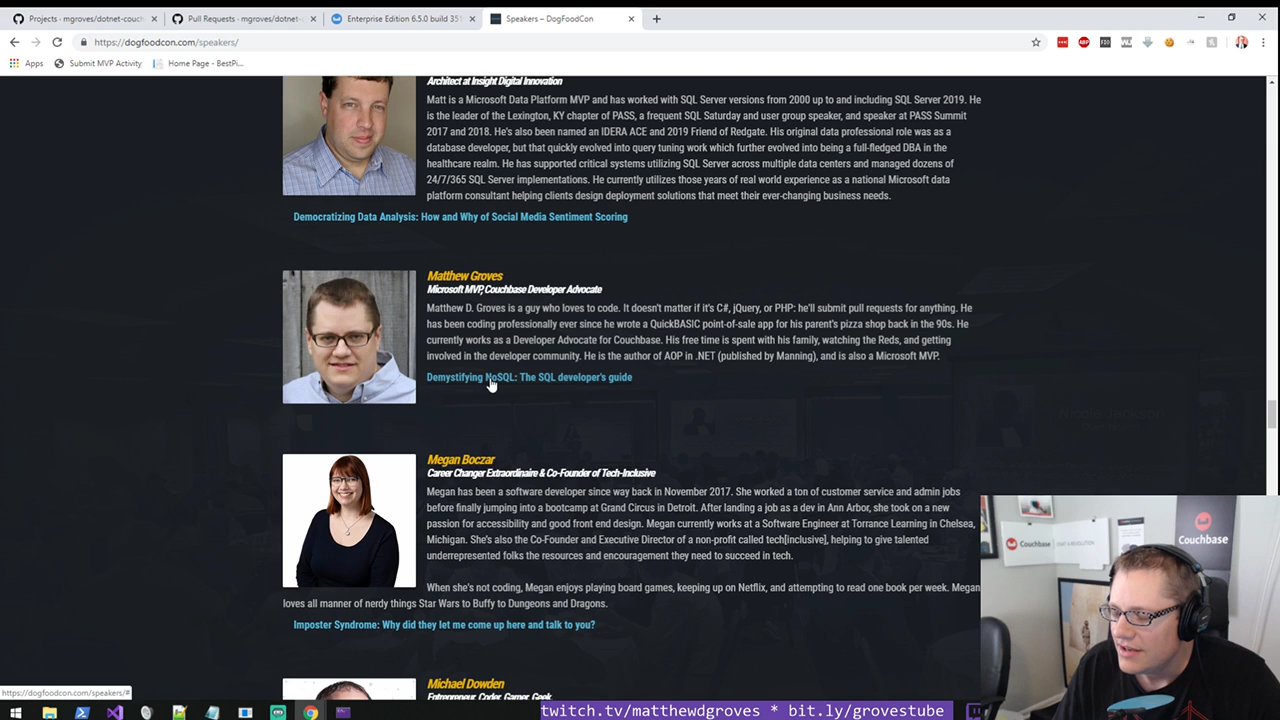 Projects · mgroves/dotnet-couch
Pull Requests · mgroves/dotnet-
Enterprise Edition 6.5.0 build 351
Speakers – DogFoodCon
https://dogfoodcon.com/speakers/
Apps
Submit MVP Activity
Home Page - BestPi...
Architect at Insight Digital Innovation
Matt is a Microsoft Data Platform MVP and has worked with SQL Server versions from 2000 up to and including SQL Server 2019. He
is the leader of the Lexington, KY chapter of PASS, a frequent SQL Saturday and user group speaker, and speaker at PASS Summit
2017 and 2018. He's also been named an IDERA ACE and 2019 Friend of Redgate. His original data professional role was as a
database developer, but that quickly evolved into query tuning work which further evolved into being a full-fledged DBA in the
healthcare realm. He has supported critical systems utilizing SQL Server across multiple data centers and managed dozens of
24/7/365 SQL Server implementations. He currently utilizes those years of real world experience as a national Microsoft data
platform consultant helping clients design deployment solutions that meet their ever-changing business needs.
Democratizing Data Analysis: How and Why of Social Media Sentiment Scoring
Matthew Groves
Microsoft MVP, Couchbase Developer Advocate
Matthew D. Groves is a guy who loves to code. It doesn't matter if it's C#, jQuery, or PHP: he'll submit pull requests for anything. He
has been coding professionally ever since he wrote a QuickBASIC point-of-sale app for his parent's pizza shop back in the 90s. He
currently works as a Developer Advocate for Couchbase. His free time is spent with his family, watching the Reds, and getting
involved in the developer community. He is the author of AOP in .NET (published by Manning), and is also a Microsoft MVP.
Demystifying NoSQL: The SQL developer's guide
Megan Boczar
Career Changer Extraordinaire & Co-Founder of Tech-Inclusive
Megan has been a software developer since way back in November 2017. She worked a ton of customer service and admin jobs
before finally jumping into a bootcamp at Grand Circus in Detroit. After landing a job as a dev in Ann Arbor, she took on a new
passion for accessibility and good front end design. Megan currently works at a Software Engineer at Torrance Learning in Chelsea,
Michigan. She's also the Co-Founder and Executive Director of a non-profit called tech[inclusive], helping to give talented
underrepresented folks the resources and encouragement they need to succeed in tech.
When she's not coding, Megan enjoys playing board games, keeping up on Netflix, and attempting to read one book per week. Megan
loves all manner of nerdy things Star Wars to Buffy to Dungeons and Dragons.
Imposter Syndrome: Why did they let me come up here and talk to you?
Michael Dowden
Entrepreneur, Coder, Gamer, Geek
Couchbase
Couchbase
https://dogfoodcon.com/speakers/#
twitch.tv/matthewdgroves * bit.ly/grovestube